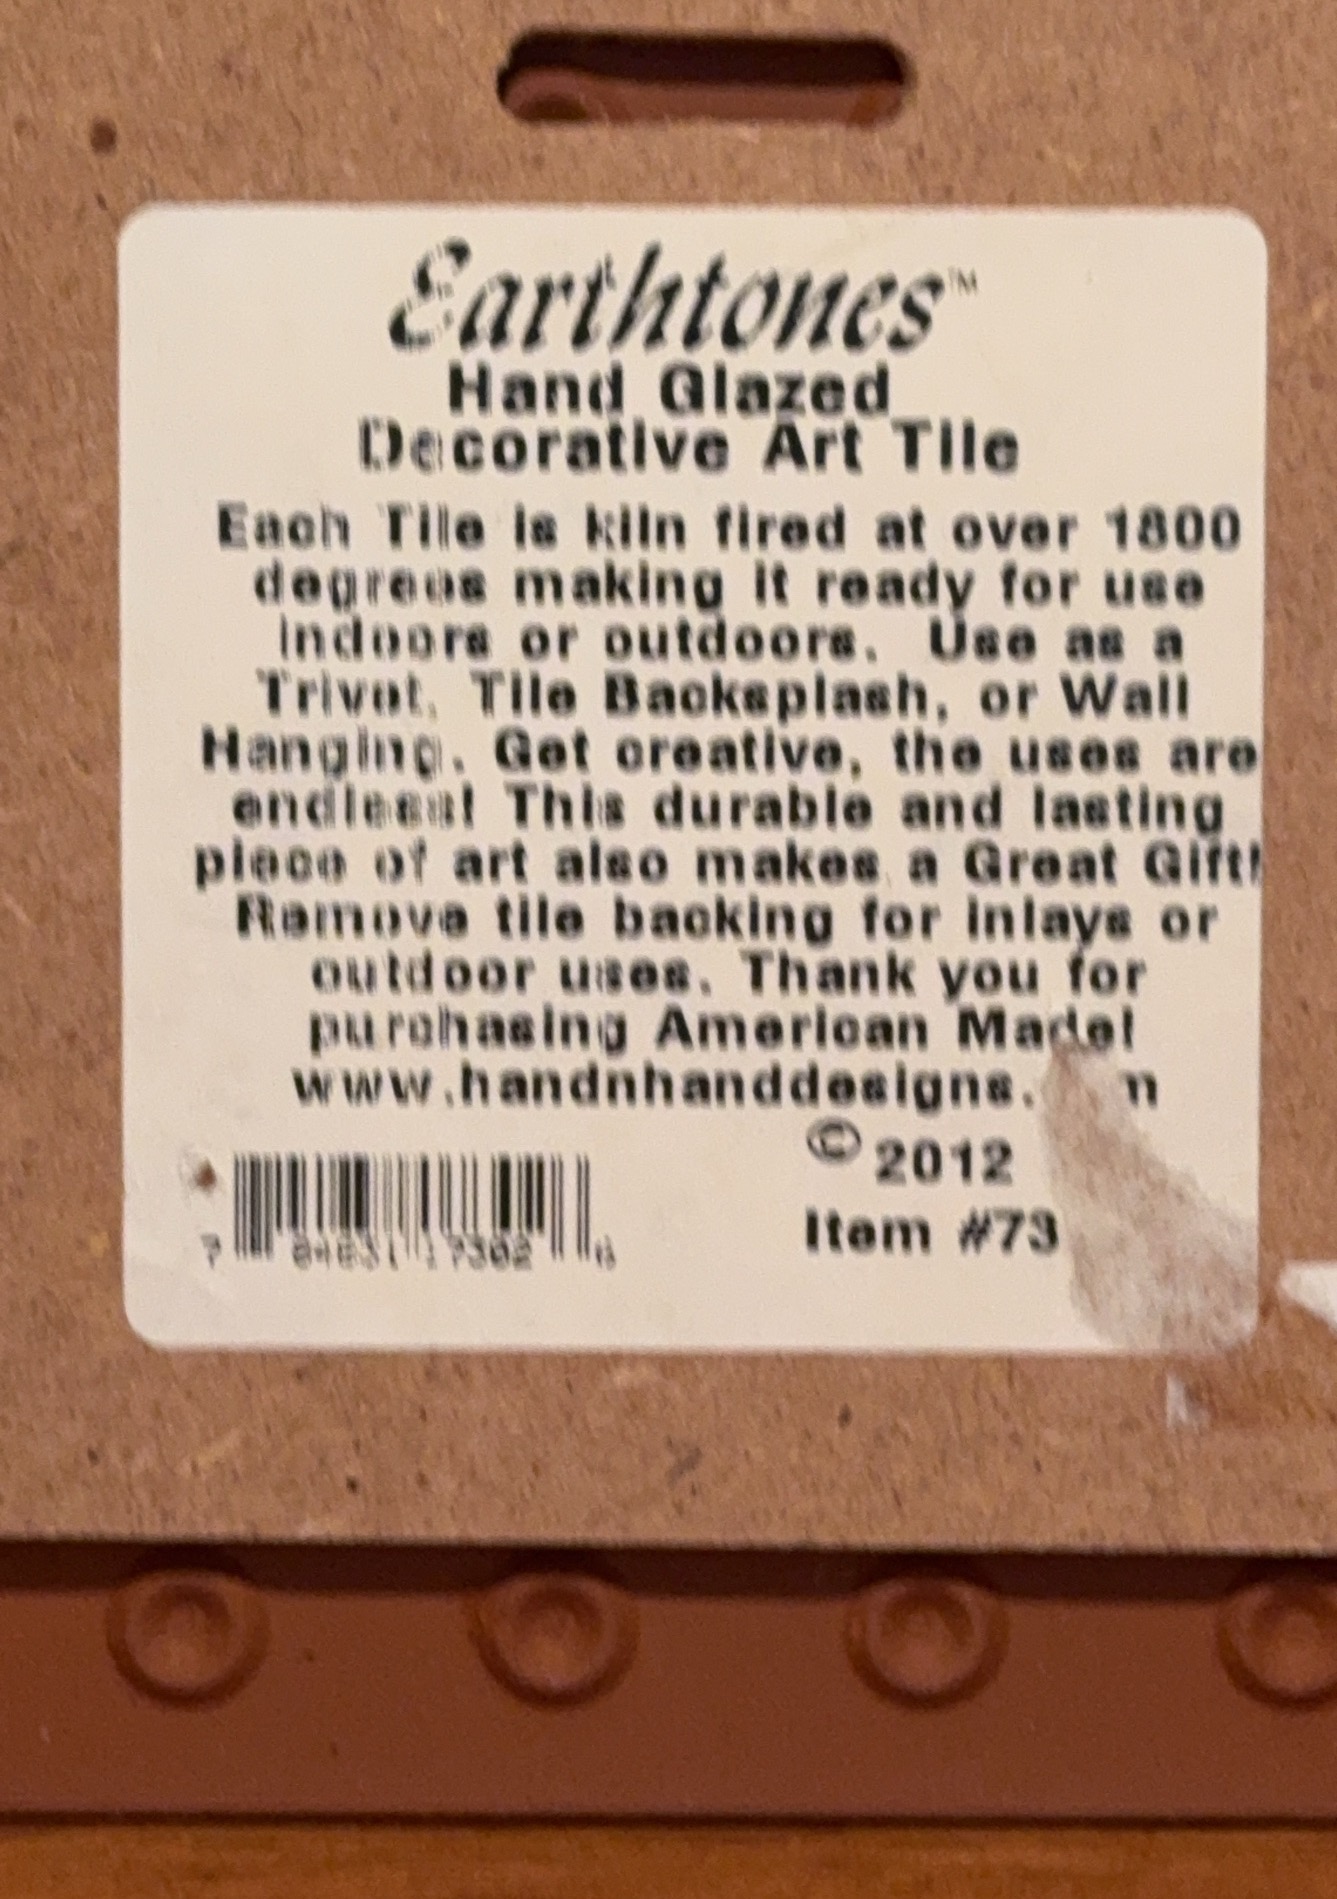 Earthtones™
Hand Glazed
Decorative Art Tile
Each Tile is kiln fired at over 1800
degrees making it ready for use
indoors or outdoors. Use as a
Trivet, Tile Backsplash, or Wall
Hanging. Get creative, the uses are
endless! This durable and lasting
piece of art also makes a Great Gift!
Remove tile backing for inlays or
outdoor uses. Thank you for
purchasing American Made!
www.handnhanddesigns.
© 2012
Item #73